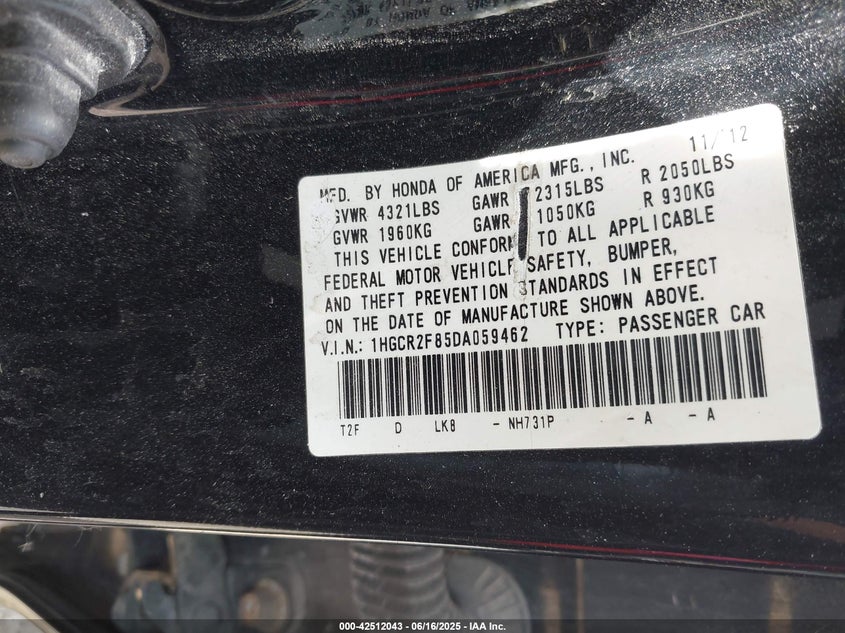 MFD. BY HONDA OF AMERICA MFG., INC. 11/12
GVWR 4321LBS GAWR 2315LBS R 2050LBS
GVWR 1960KG GAWR 1050KG R 930KG
THIS VEHICLE CONFORM TO ALL APPLICABLE
FEDERAL MOTOR VEHICLE SAFETY, BUMPER,
AND THEFT PREVENTION STANDARDS IN EFFECT
ON THE DATE OF MANUFACTURE SHOWN ABOVE.
V.I.N.: 1HGCR2F85DA059462 TYPE: PASSENGER CAR
T2F D LK8 - NH731P - A - A
000-42512043 / 06/16/2025 - IAA Inc.